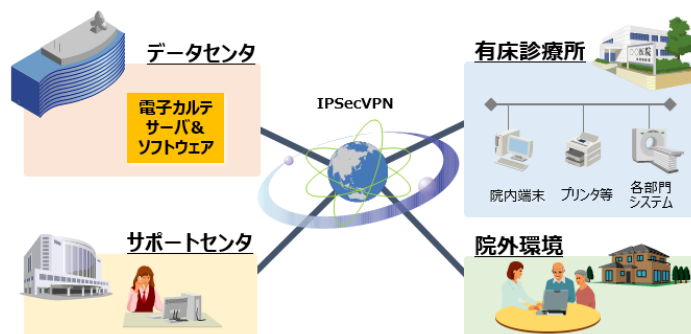 データセンタ
電子カルテ
サーバ&
ソフトウェア
IPSecVPN
有床診療所
院内端末
プリンタ等
各部門
システム
サポートセンタ
院外環境